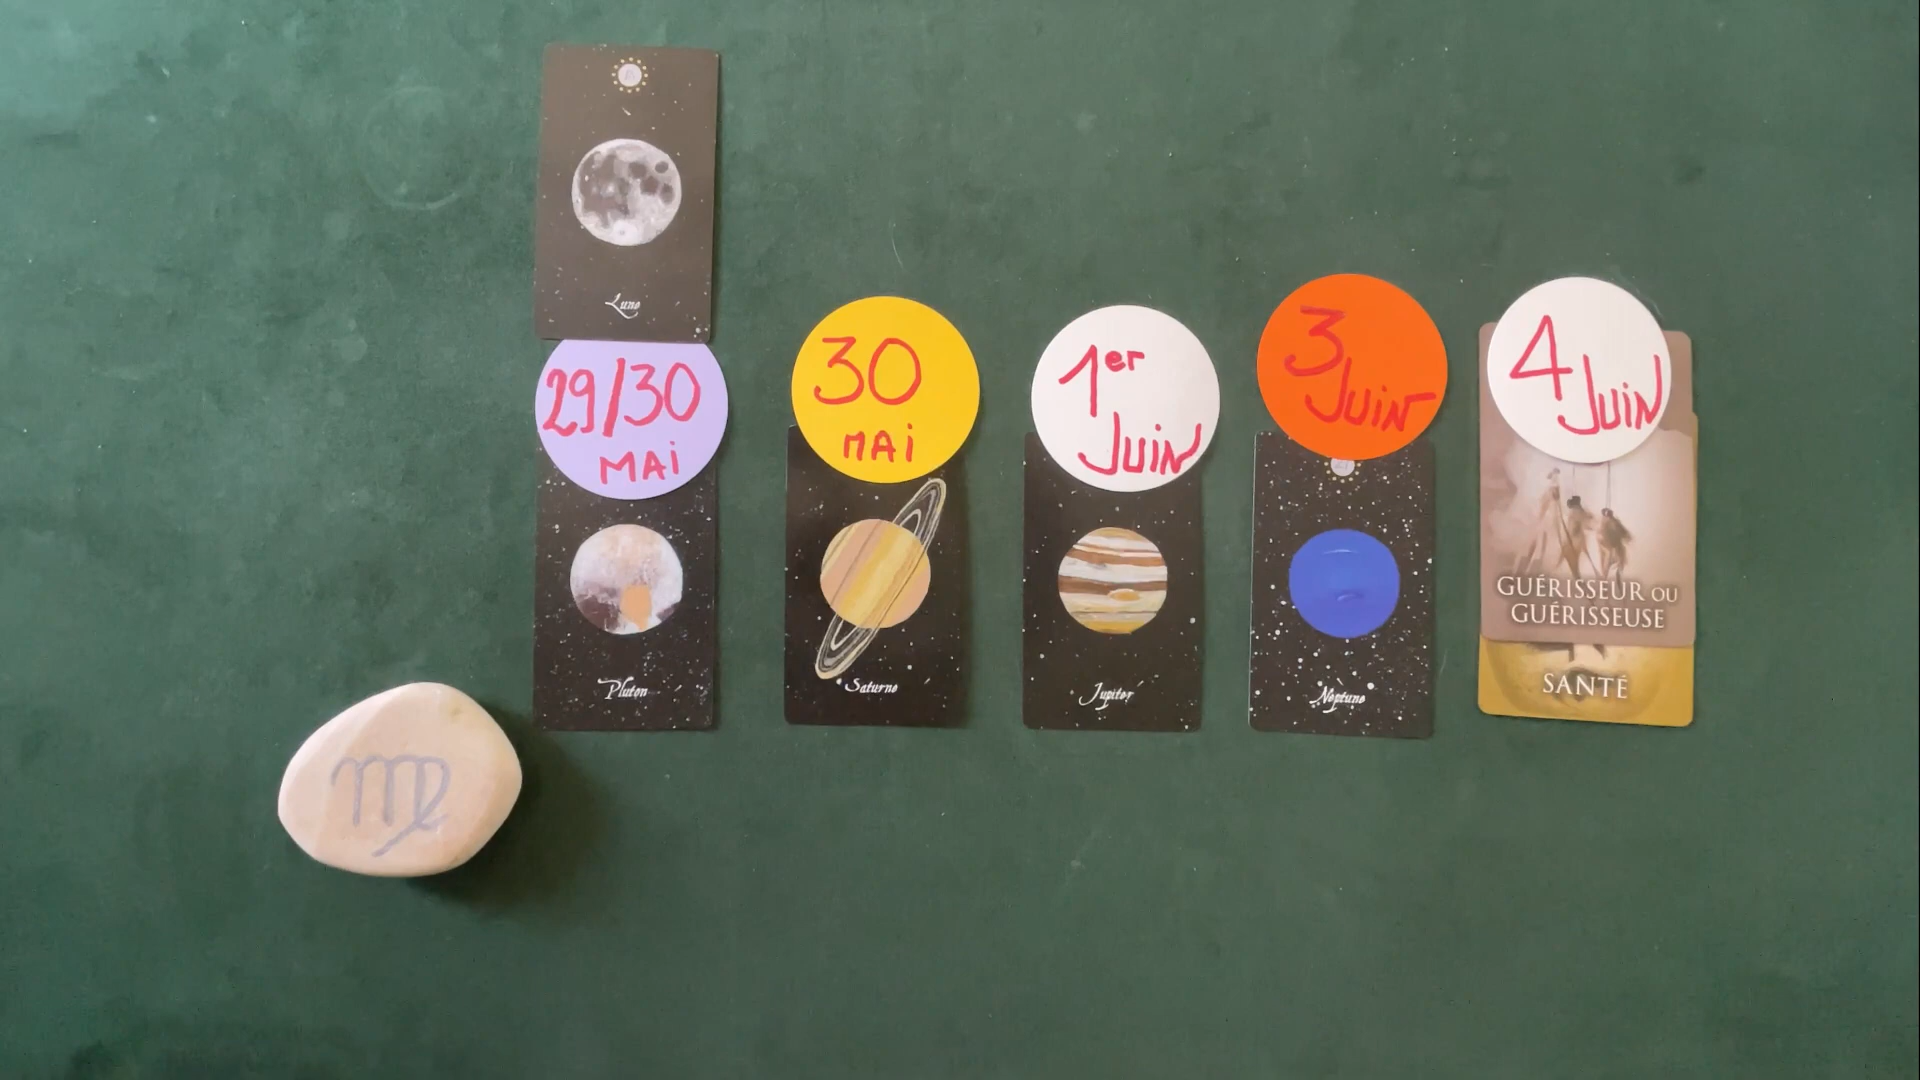 Lune
29/30
MAi
30
MAi
1er
JUiN
3
JUiN
4
JUiN
Pluton
Saturne
Jupiter
Neptune
GUÉRISSEUR OU
GUÉRISSEUSE
SANTÉ